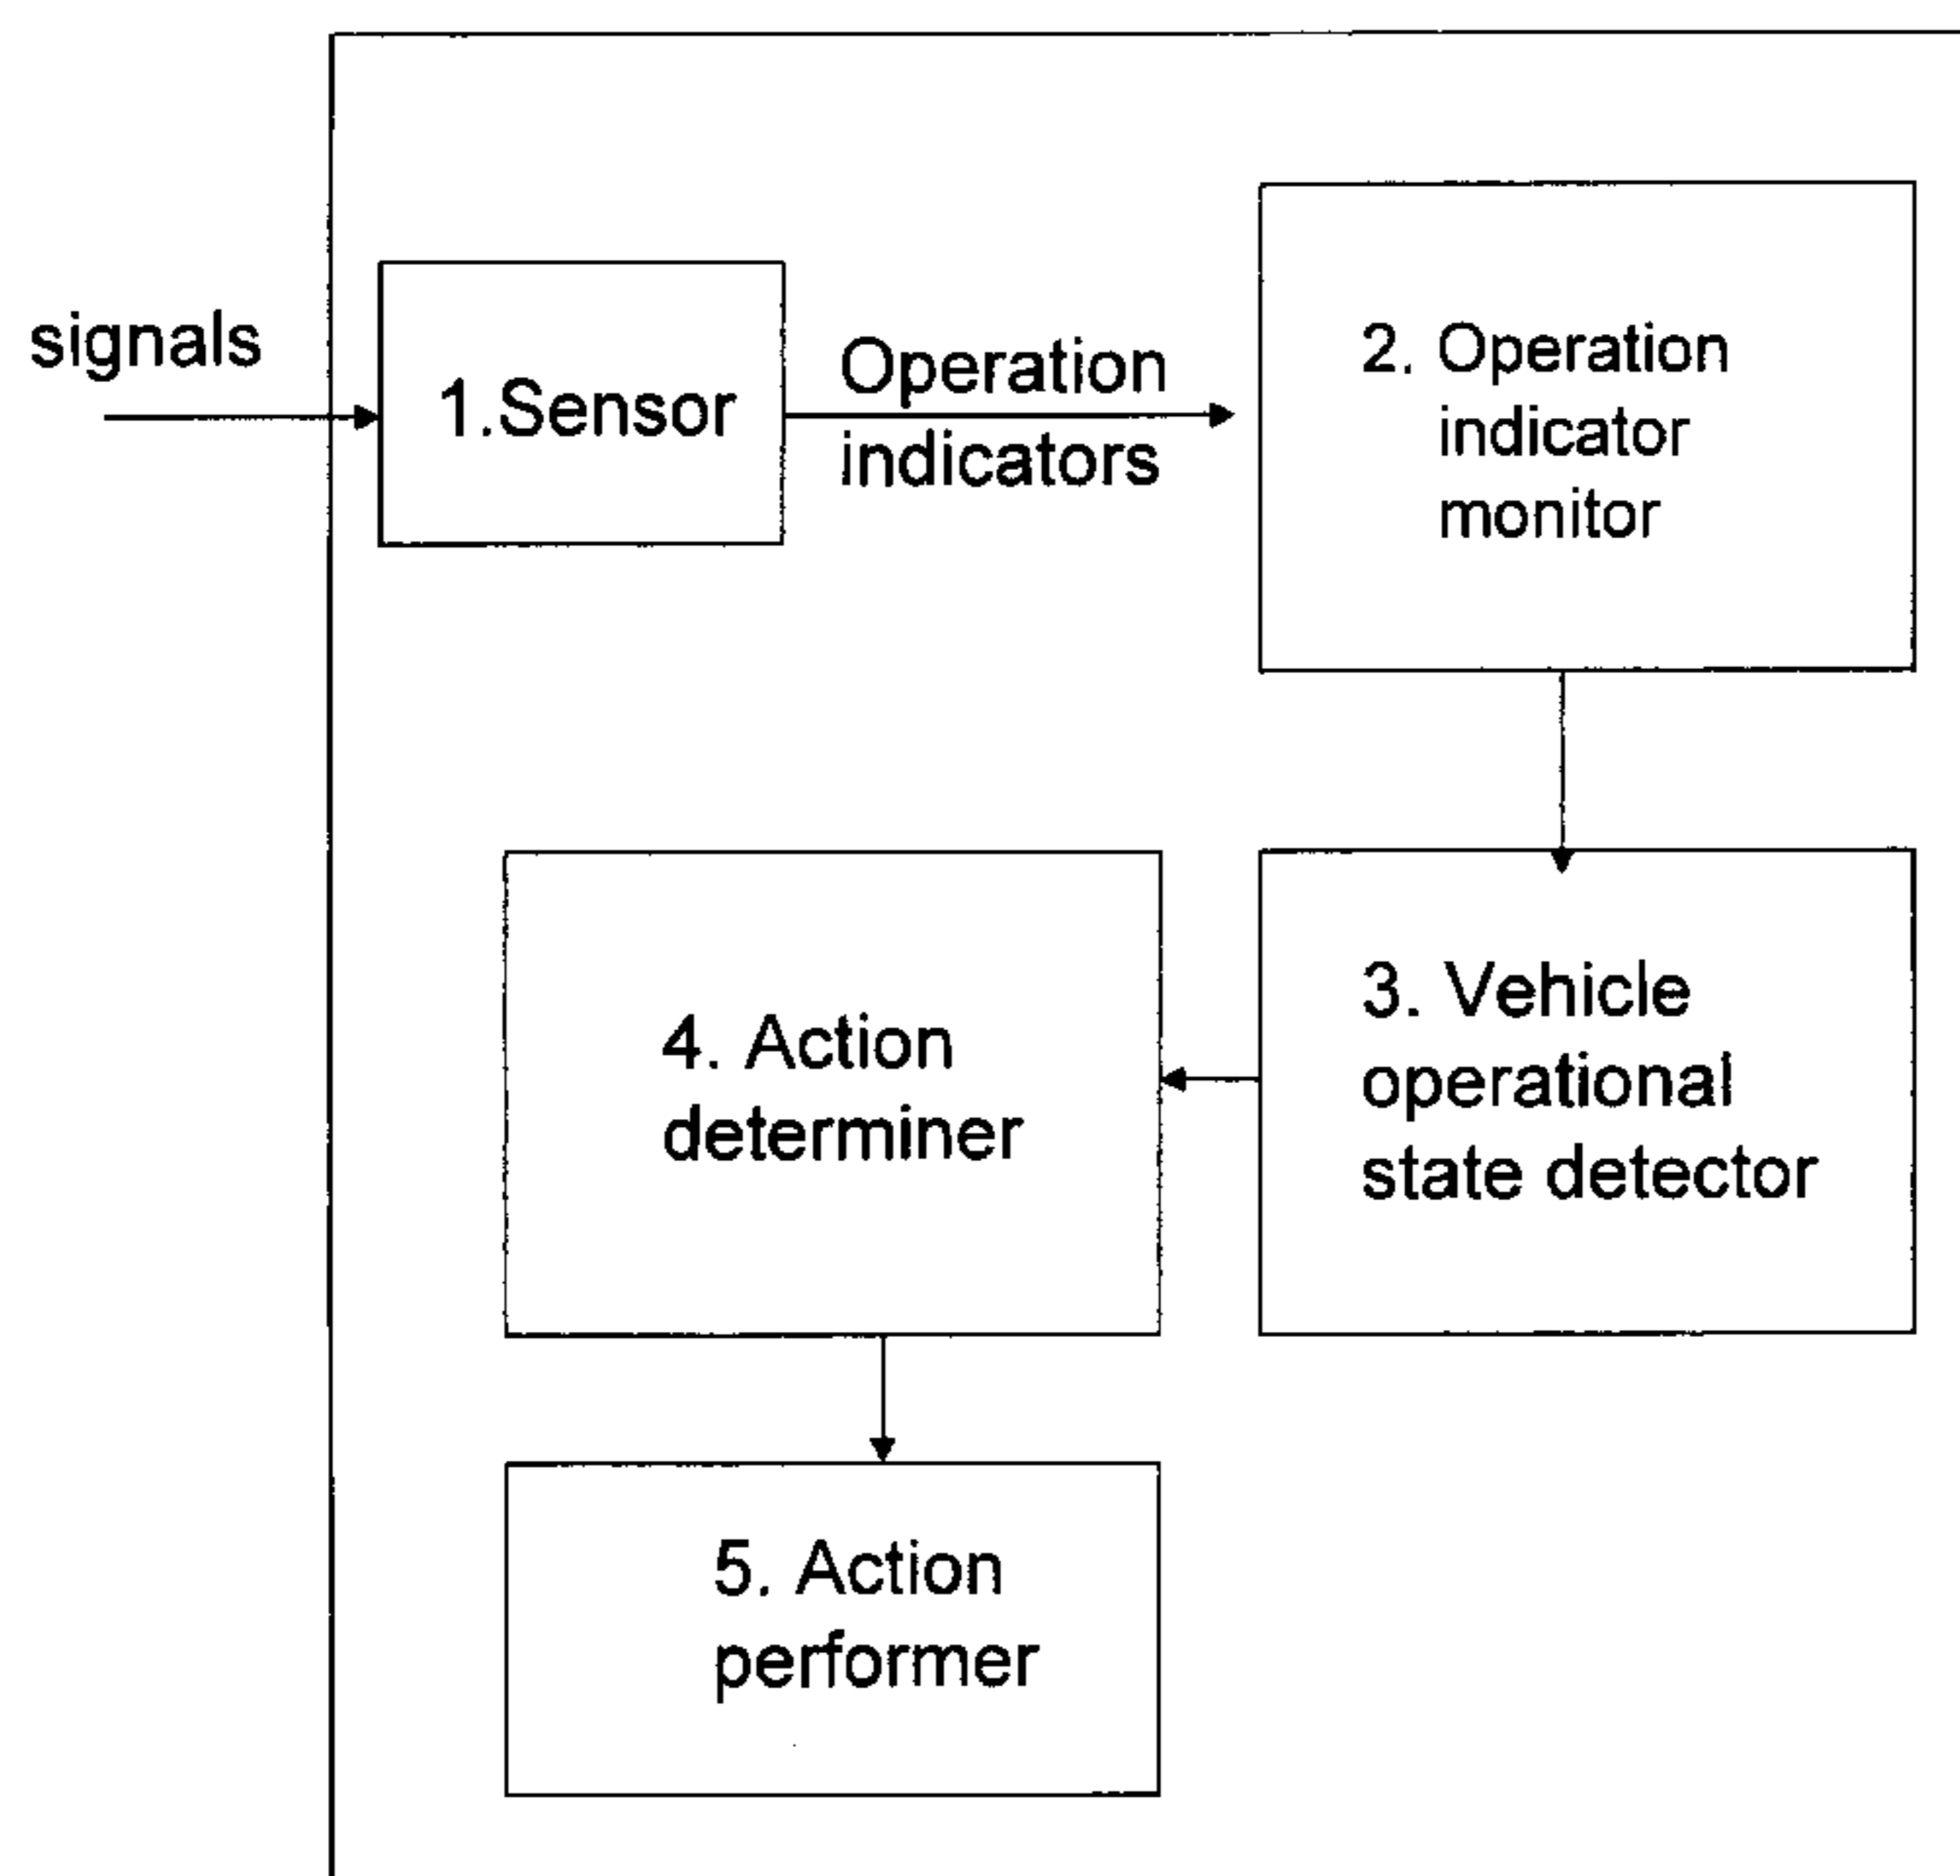 signals
1.Sensor
Operation
indicators
2. Operation
indicator
monitor
3. Vehicle
operational
state detector
4. Action
determiner
5. Action
performer